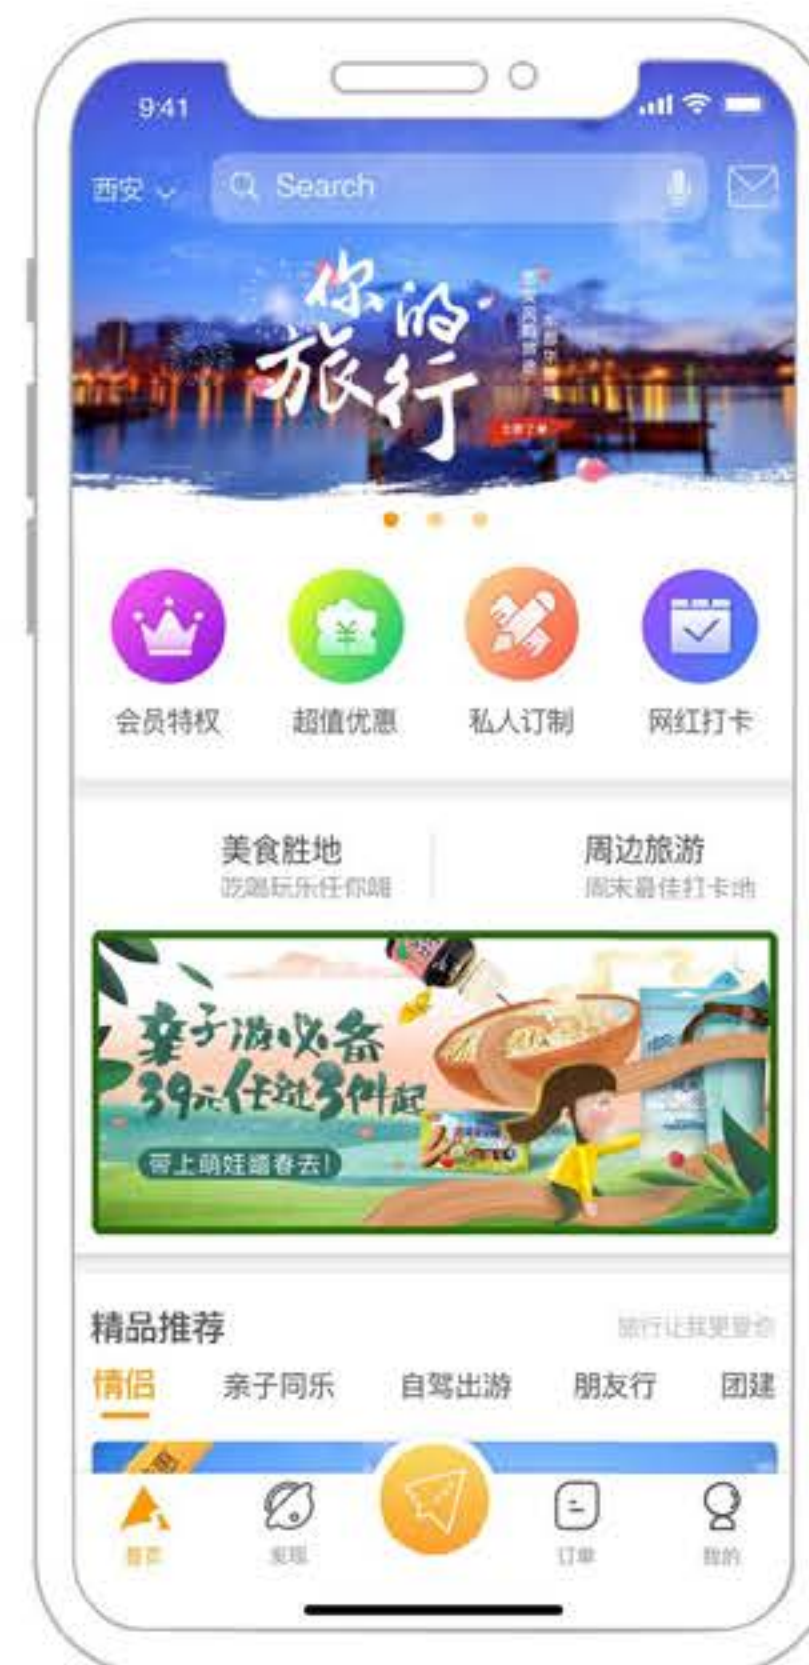 9:41
西安
Search
你的
旅行
会员特权
超值优惠
私人订制
网红打卡
美食胜地
周边旅游
吃喝玩乐任你嗨
周末最佳打卡地
亲子游必备
39元任选3件起
带上萌娃踏春去!
精品推荐
旅行让我更爱你
情侣
亲子同乐
自驾出游
朋友行
团建
首页
发现
订单
我的